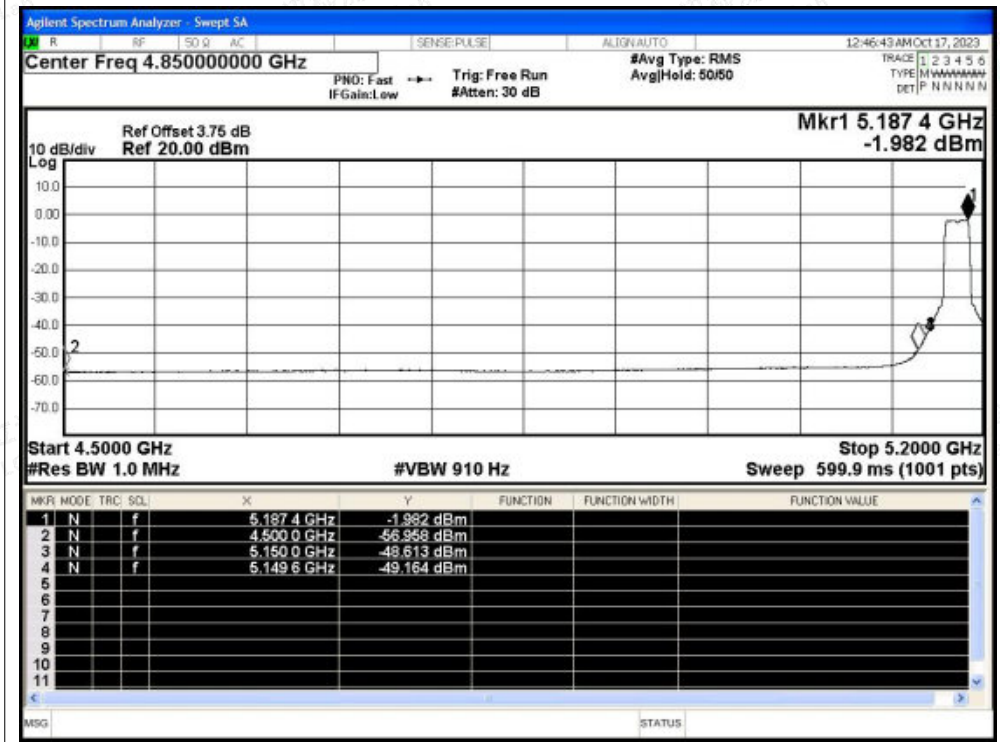 Agilent Spectrum Analyzer - Swept SA
R RF 50 Ω AC SENSE:PULSE ALIGNAUTO 12:46:43 AM Oct 17, 2023
Center Freq 4.850000000 GHz
PNO: Fast
IFGain:Low
Trig: Free Run
#Atten: 30 dB
#Avg Type: RMS
Avg|Hold: 50/50
TRACE 1 2 3 4 5 6
TYPE M
DET P N N N N N
Ref Offset 3.75 dB
Ref 20.00 dBm
10 dB/div
Log
Mkr1 5.187 4 GHz
-1.982 dBm
10.0
0.00
-10.0
-20.0
-30.0
-40.0
-50.0
-60.0
-70.0
1
2
Start 4.5000 GHz Stop 5.2000 GHz
#Res BW 1.0 MHz #VBW 910 Hz Sweep 599.9 ms (1001 pts)
MKR MODE TRC SCL X Y FUNCTION FUNCTION WIDTH FUNCTION VALUE
1 N f 5.187 4 GHz -1.982 dBm
2 N f 4.500 0 GHz -56.958 dBm
3 N f 5.150 0 GHz -48.613 dBm
4 N f 5.149 6 GHz -49.164 dBm
5
6
7
8
9
10
11
MSG STATUS